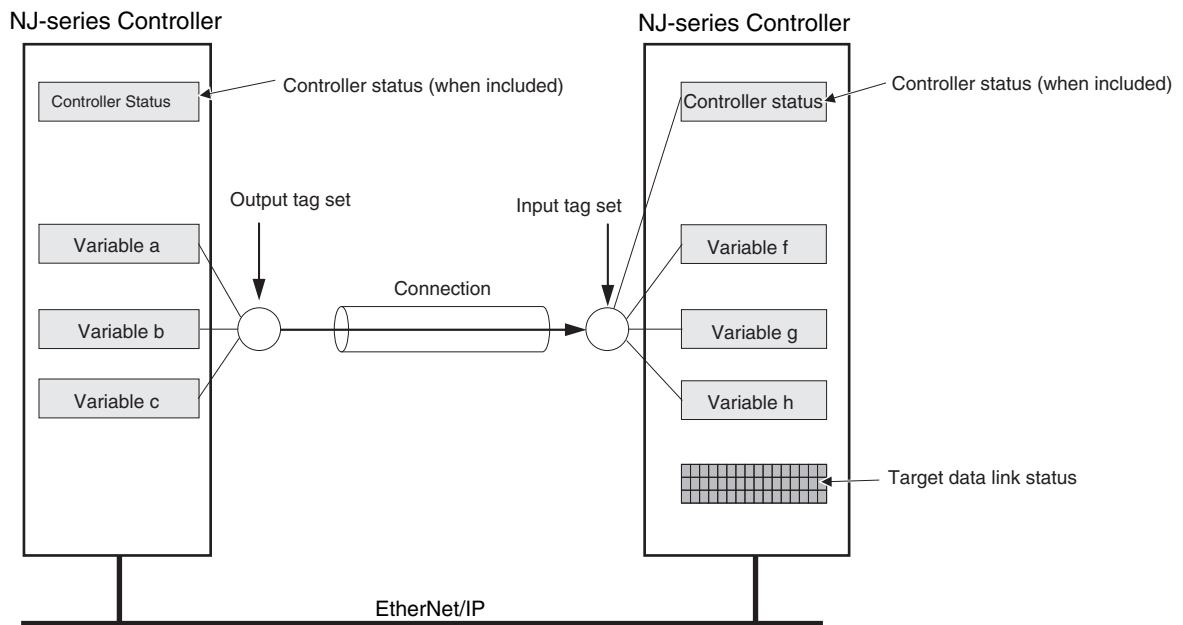 NJ-series Controller
NJ-series Controller
Controller Status
Controller status (when included)
Controller status
Controller status (when included)
Output tag set
Input tag set
Variable a
Variable f
Connection
Variable b
Variable g
Variable c
Variable h
Target data link status
EtherNet/IP